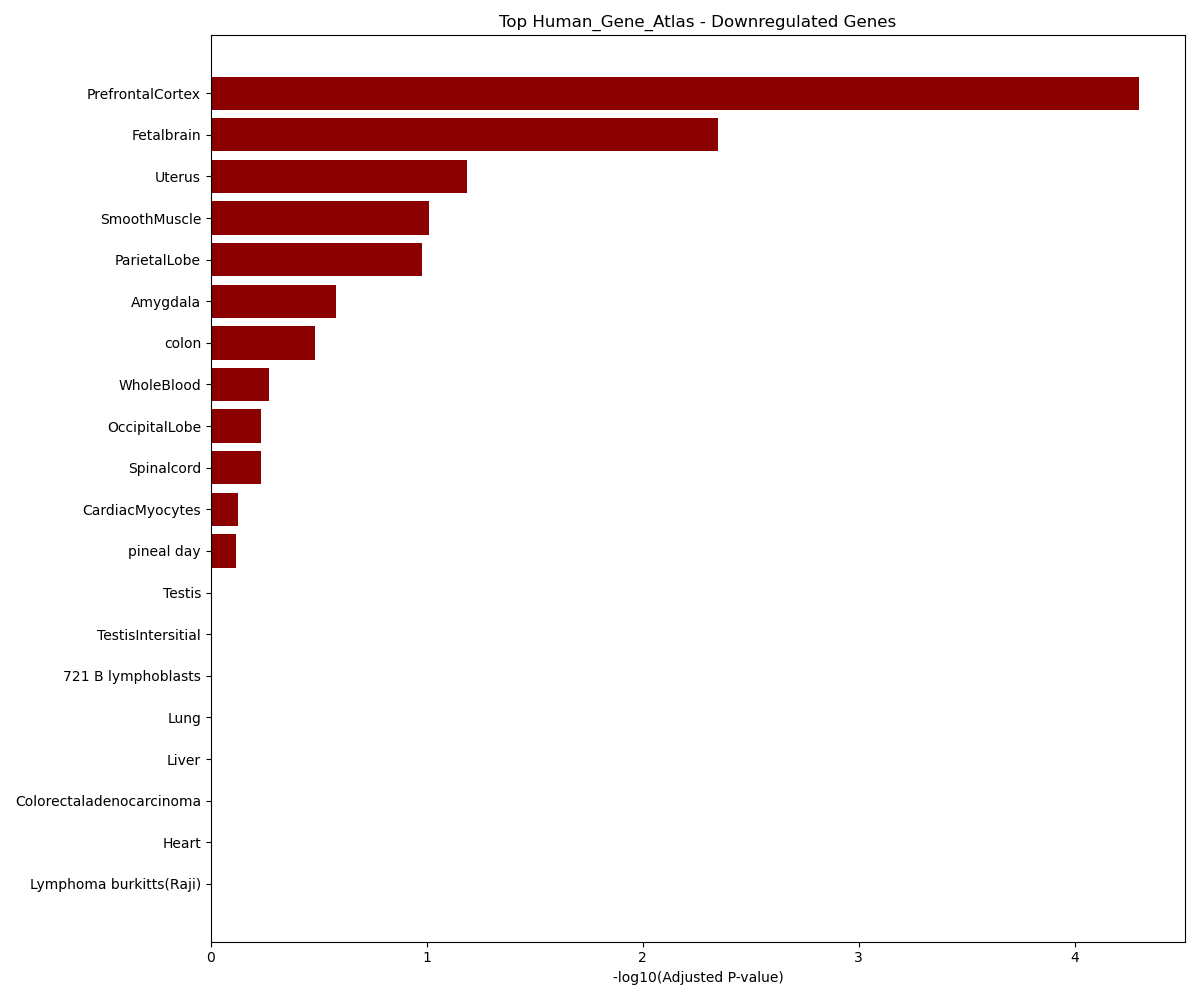 Top Human_Gene_Atlas - Downregulated Genes
PrefrontalCortex
Fetalbrain
Uterus
SmoothMuscle
ParietalLobe
Amygdala
colon
WholeBlood
OccipitalLobe
Spinalcord
CardiacMyocytes
pineal day
Testis
TestisIntersitial
721 B lymphoblasts
Lung
Liver
Colorectaladenocarcinoma
Heart
Lymphoma burkitts(Raji)
0 1 2 3 4
-log10(Adjusted P-value)